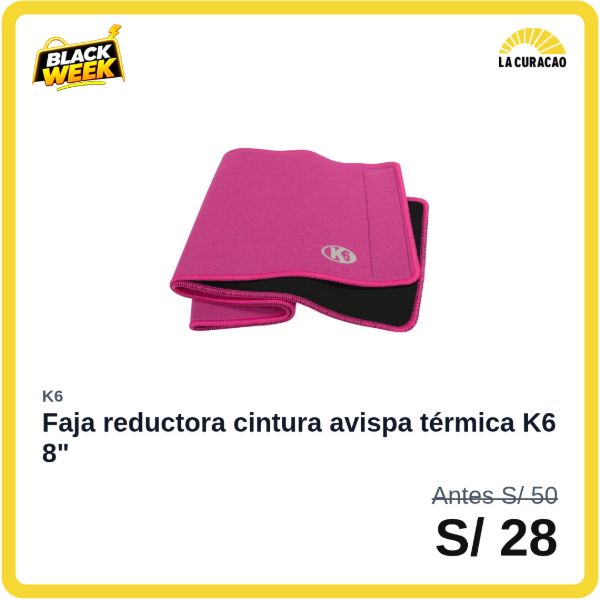 BLACK
WEEK
LA CURACAO
K6
K6
Faja reductora cintura avispa térmica K6
8"
Antes S/ 50
S/ 28